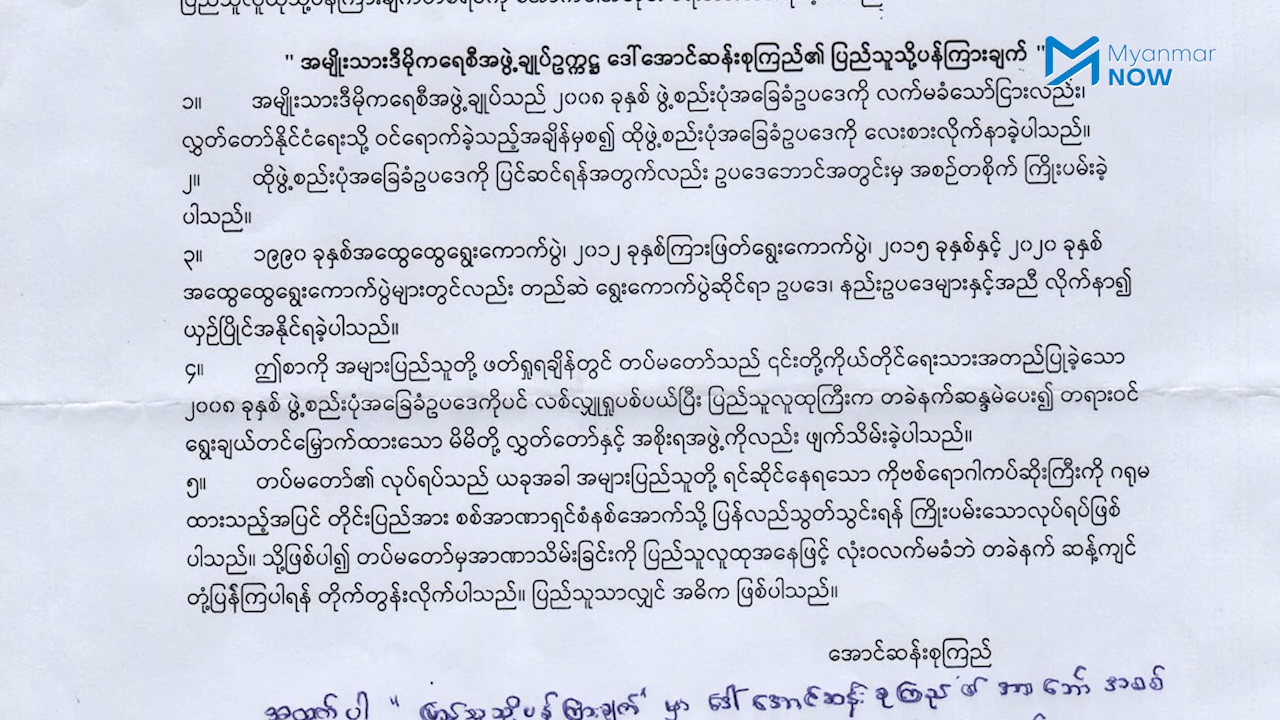 " အမျိုးသားဒီမိုကရေစီအဖွဲ့ချုပ်ဥက္ကဋ္ဌ ဒေါ်အောင်ဆန်းစုကြည်၏ ပြည်သူသို့ပန်ကြားချက် "
Myanmar
NOW
၁။ အမျိုးသားဒီမိုကရေစီအဖွဲ့ချုပ်သည် ၂၀၀၈ ခုနှစ် ဖွဲ့စည်းပုံအခြေခံဥပဒေကို လက်မခံသော်ငြားလည်း၊
လွှတ်တော်နိုင်ငံရေးသို့ ဝင်ရောက်ခဲ့သည့်အချိန်မှစ၍ ထိုဖွဲ့စည်းပုံအခြေခံဥပဒေကို လေးစားလိုက်နာခဲ့ပါသည်။
၂။ ထိုဖွဲ့စည်းပုံအခြေခံဥပဒေကို ပြင်ဆင်ရန်အတွက်လည်း ဥပဒေဘောင်အတွင်းမှ အစဉ်တစိုက် ကြိုးပမ်းခဲ့
ပါသည်။
၃။ ၁၉၉၀ ခုနှစ်အထွေထွေရွေးကောက်ပွဲ၊ ၂၀၁၂ ခုနှစ်ကြားဖြတ်ရွေးကောက်ပွဲ၊ ၂၀၁၅ ခုနှစ်နှင့် ၂၀၂၀ ခုနှစ်
အထွေထွေရွေးကောက်ပွဲများတွင်လည်း တည်ဆဲ ရွေးကောက်ပွဲဆိုင်ရာ ဥပဒေ၊ နည်းဥပဒေများနှင့်အညီ လိုက်နာ၍
ယှဉ်ပြိုင်အနိုင်ရခဲ့ပါသည်။
၄။ ဤစာကို အများပြည်သူတို့ ဖတ်ရှုရချိန်တွင် တပ်မတော်သည် ၎င်းတို့ကိုယ်တိုင်ရေးသားအတည်ပြုခဲ့သော
၂၀၀၈ ခုနှစ် ဖွဲ့စည်းပုံအခြေခံဥပဒေကိုပင် လစ်လျှူရှုပစ်ပယ်ပြီး ပြည်သူလူထုကြီးက တခဲနက်ဆန္ဒမဲပေး၍ တရားဝင်
ရွေးချယ်တင်မြှောက်ထားသော မိမိတို့ လွှတ်တော်နှင့် အစိုးရအဖွဲ့ကိုလည်း ဖျက်သိမ်းခဲ့ပါသည်။
၅။ တပ်မတော်၏ လုပ်ရပ်သည် ယခုအခါ အများပြည်သူတို့ ရင်ဆိုင်နေရသော ကိုဗစ်ရောဂါကပ်ဆိုးကြီးကို ဂရုမ
ထားသည့်အပြင် တိုင်းပြည်အား စစ်အာဏာရှင်စံနစ်အောက်သို့ ပြန်လည်သွတ်သွင်းရန် ကြိုးပမ်းသောလုပ်ရပ်ဖြစ်
ပါသည်။ သို့ဖြစ်ပါ၍ တပ်မတော်မှအာဏာသိမ်းခြင်းကို ပြည်သူလူထုအနေဖြင့် လုံးဝလက်မခံဘဲ တခဲနက် ဆန့်ကျင်
တုံ့ပြန်ကြပါရန် တိုက်တွန်းလိုက်ပါသည်။ ပြည်သူသာလျှင် အဓိက ဖြစ်ပါသည်။
အောင်ဆန်းစုကြည်
အထက်ပါ " ပြည်သူသို့ပန်ကြားချက်" မှာ ဒေါ်အောင်ဆန်းစုကြည်၏